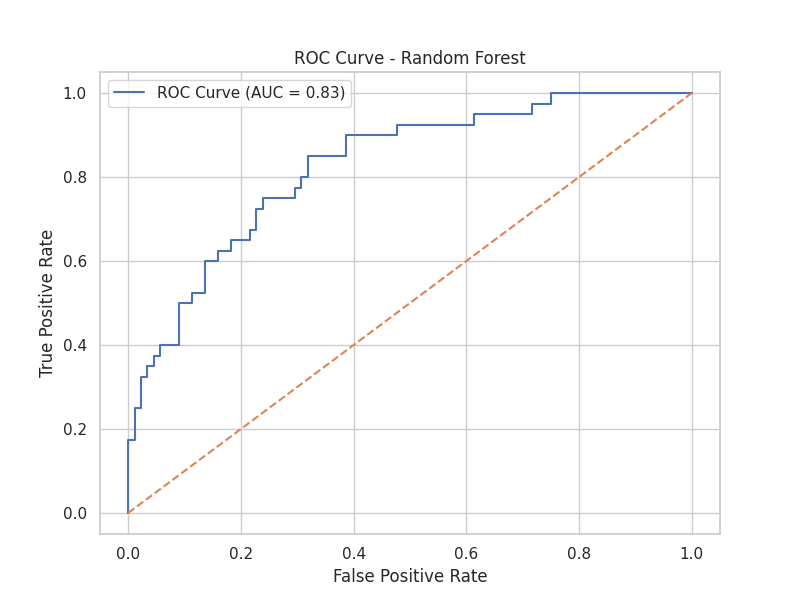 ROC Curve - Random Forest
ROC Curve (AUC = 0.83)
True Positive Rate
1.0
0.8
0.6
0.4
0.2
0.0
0.0 0.2 0.4 0.6 0.8 1.0
False Positive Rate